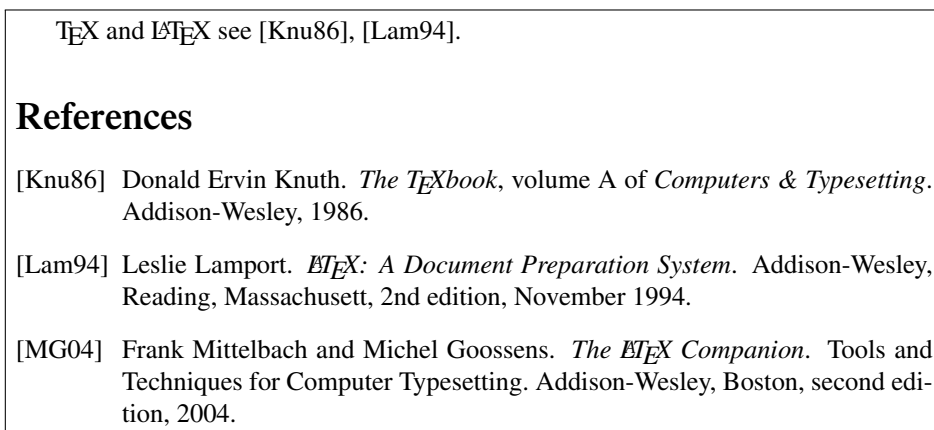 TEX and LATEX see [Knu86], [Lam94].
References
[Knu86] Donald Ervin Knuth. The TEXbook, volume A of Computers & Typesetting.
Addison-Wesley, 1986.
[Lam94] Leslie Lamport. LATEX: A Document Preparation System. Addison-Wesley,
Reading, Massachusett, 2nd edition, November 1994.
[MG04] Frank Mittelbach and Michel Goossens. The LATEX Companion. Tools and
Techniques for Computer Typesetting. Addison-Wesley, Boston, second edi-
tion, 2004.